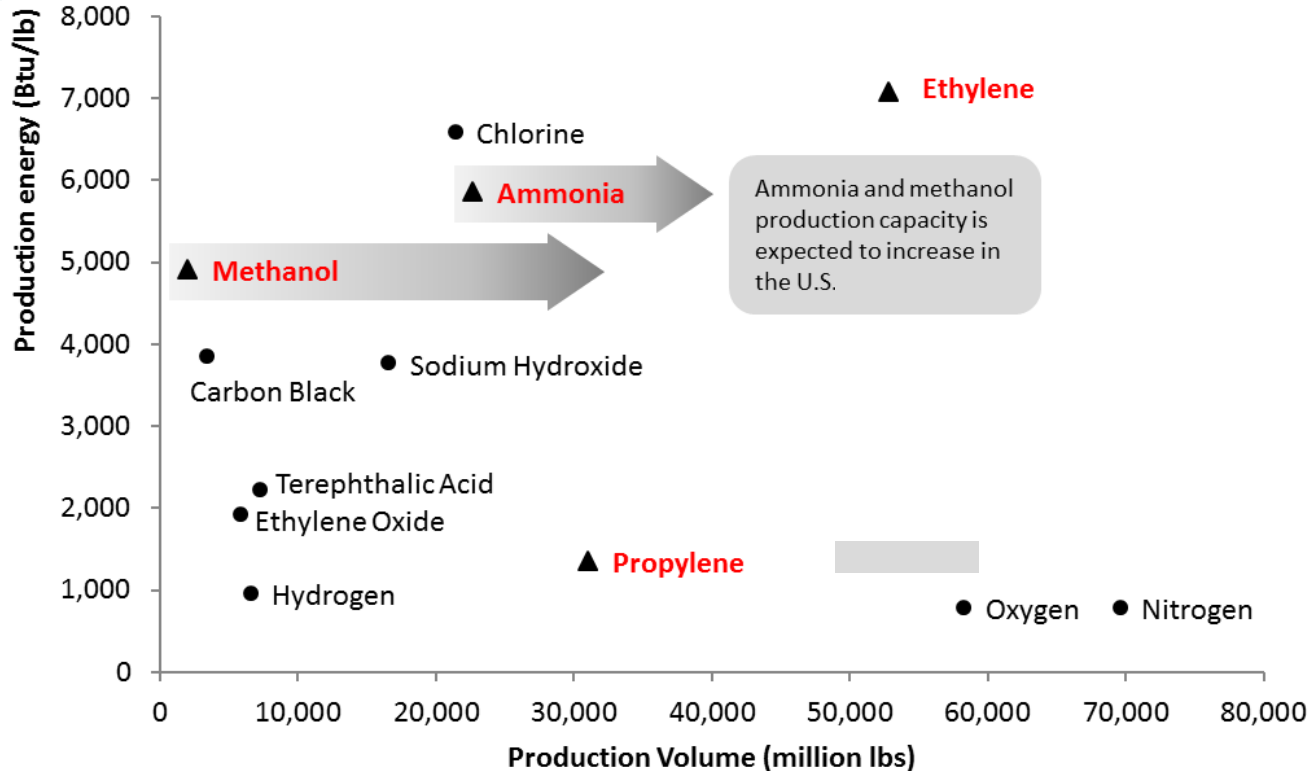 Production energy (Btu/lb)
8,000
7,000
6,000
5,000
4,000
3,000
2,000
1,000
0
Ethylene
Chlorine
Ammonia
Ammonia and methanol
production capacity is
expected to increase in
the U.S.
Methanol
Carbon Black
Sodium Hydroxide
Terephthalic Acid
Ethylene Oxide
Propylene
Hydrogen
Oxygen
Nitrogen
0
10,000
20,000
30,000
40,000
50,000
60,000
70,000
80,000
Production Volume (million lbs)